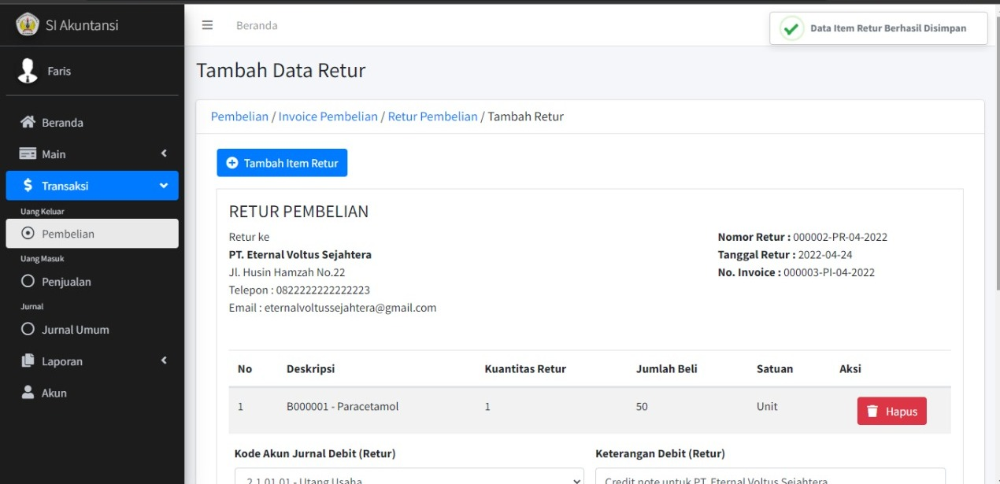 SI Akuntansi
Beranda
Data Item Retur Berhasil Disimpan
Faris
Beranda
Main
Transaksi
Uang Keluar
Pembelian
Uang Masuk
Penjualan
Jurnal
Jurnal Umum
Laporan
Akun
Tambah Data Retur
Pembelian / Invoice Pembelian / Retur Pembelian / Tambah Retur
Tambah Item Retur
RETUR PEMBELIAN
Retur ke
PT. Eternal Voltus Sejahtera
Jl. Husin Hamzah No.22
Telepon : 0822222222222223
Email : eternalvoltussejahtera@gmail.com
Nomor Retur : 000002-PR-04-2022
Tanggal Retur : 2022-04-24
No. Invoice : 000003-PI-04-2022
No Deskripsi Kuantitas Retur Jumlah Beli Satuan Aksi
1 B000001 - Paracetamol 1 50 Unit Hapus
Kode Akun Jurnal Debit (Retur) Keterangan Debit (Retur)
2.1.01.01 - Utang Usaha Credit note untuk PT. Eternal Voltus Sejahtera